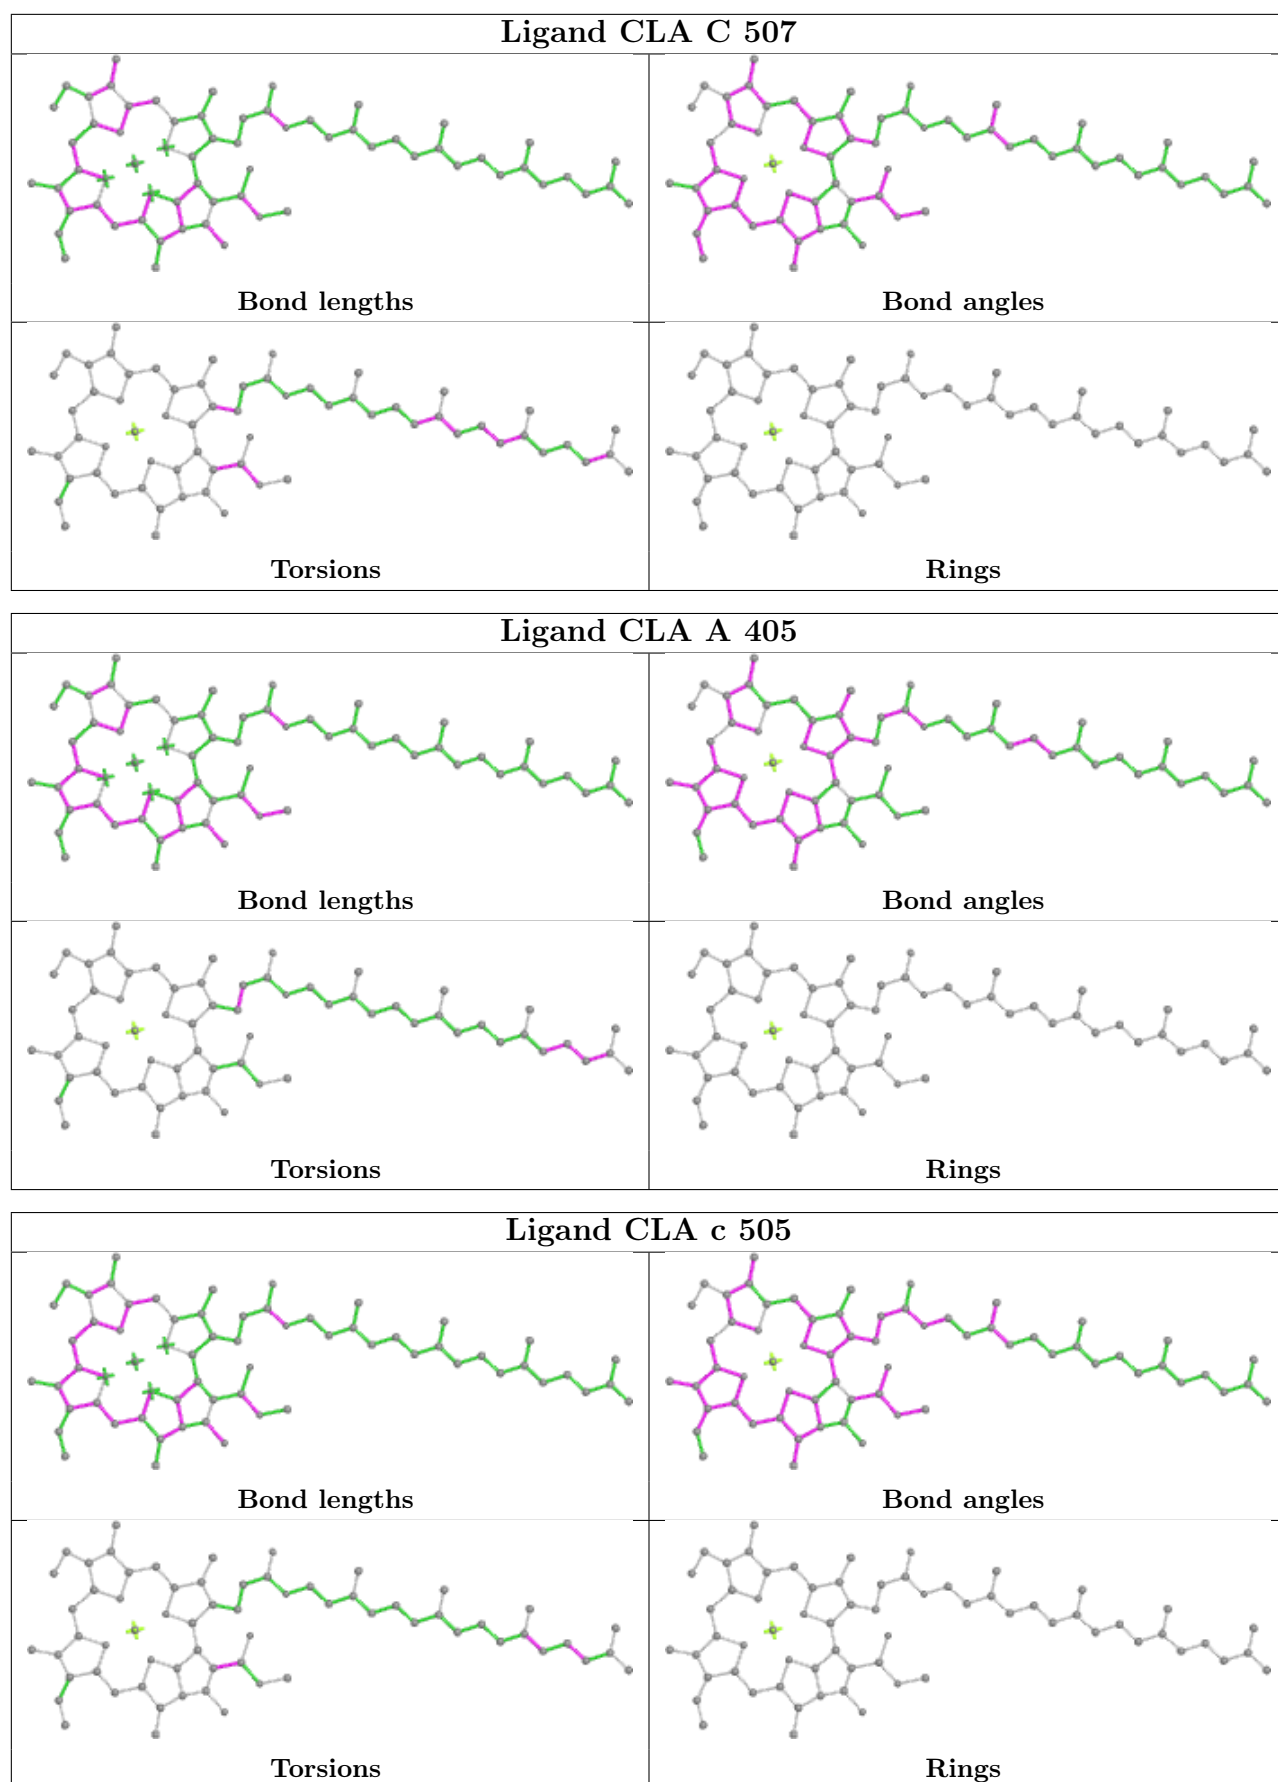 Ligand CLA C 507
Bond lengths
Bond angles
Torsions
Rings
Ligand CLA A 405
Bond lengths
Bond angles
Torsions
Rings
Ligand CLA c 505
Bond lengths
Bond angles
Torsions
Rings